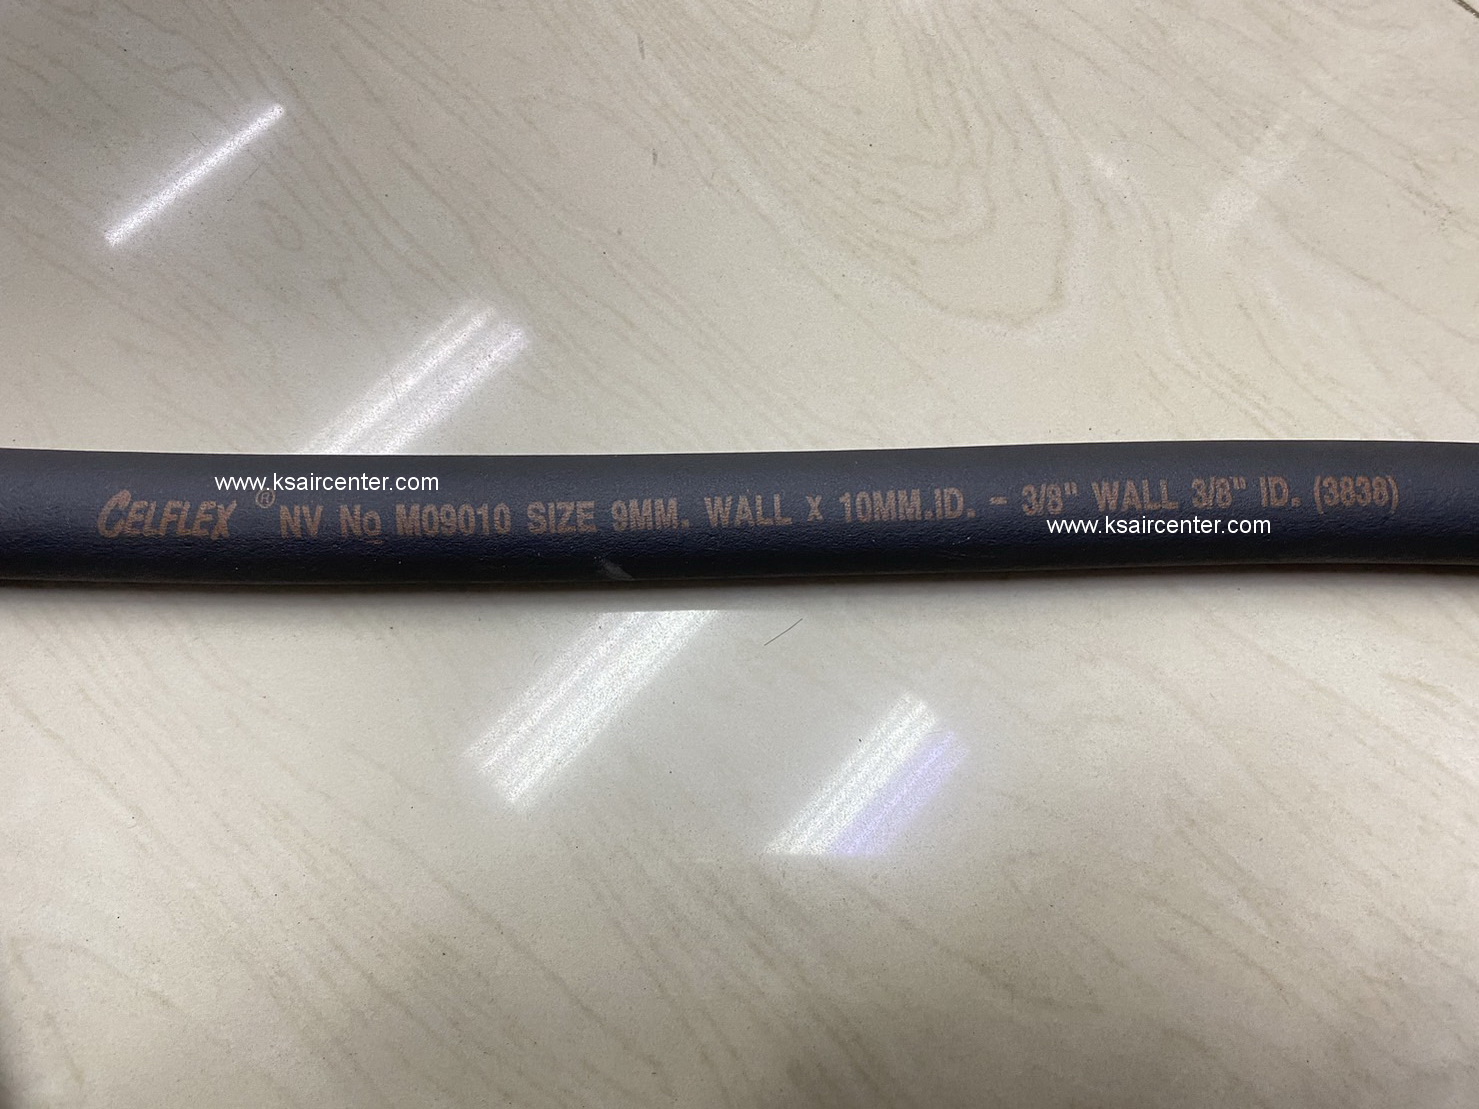 www.ksaircenter.com
CELFLEX ® NV No M09010 SIZE 9MM. WALL x 10MM.ID. - 3/8" WALL 3/8" ID. (3838)
www.ksaircenter.com